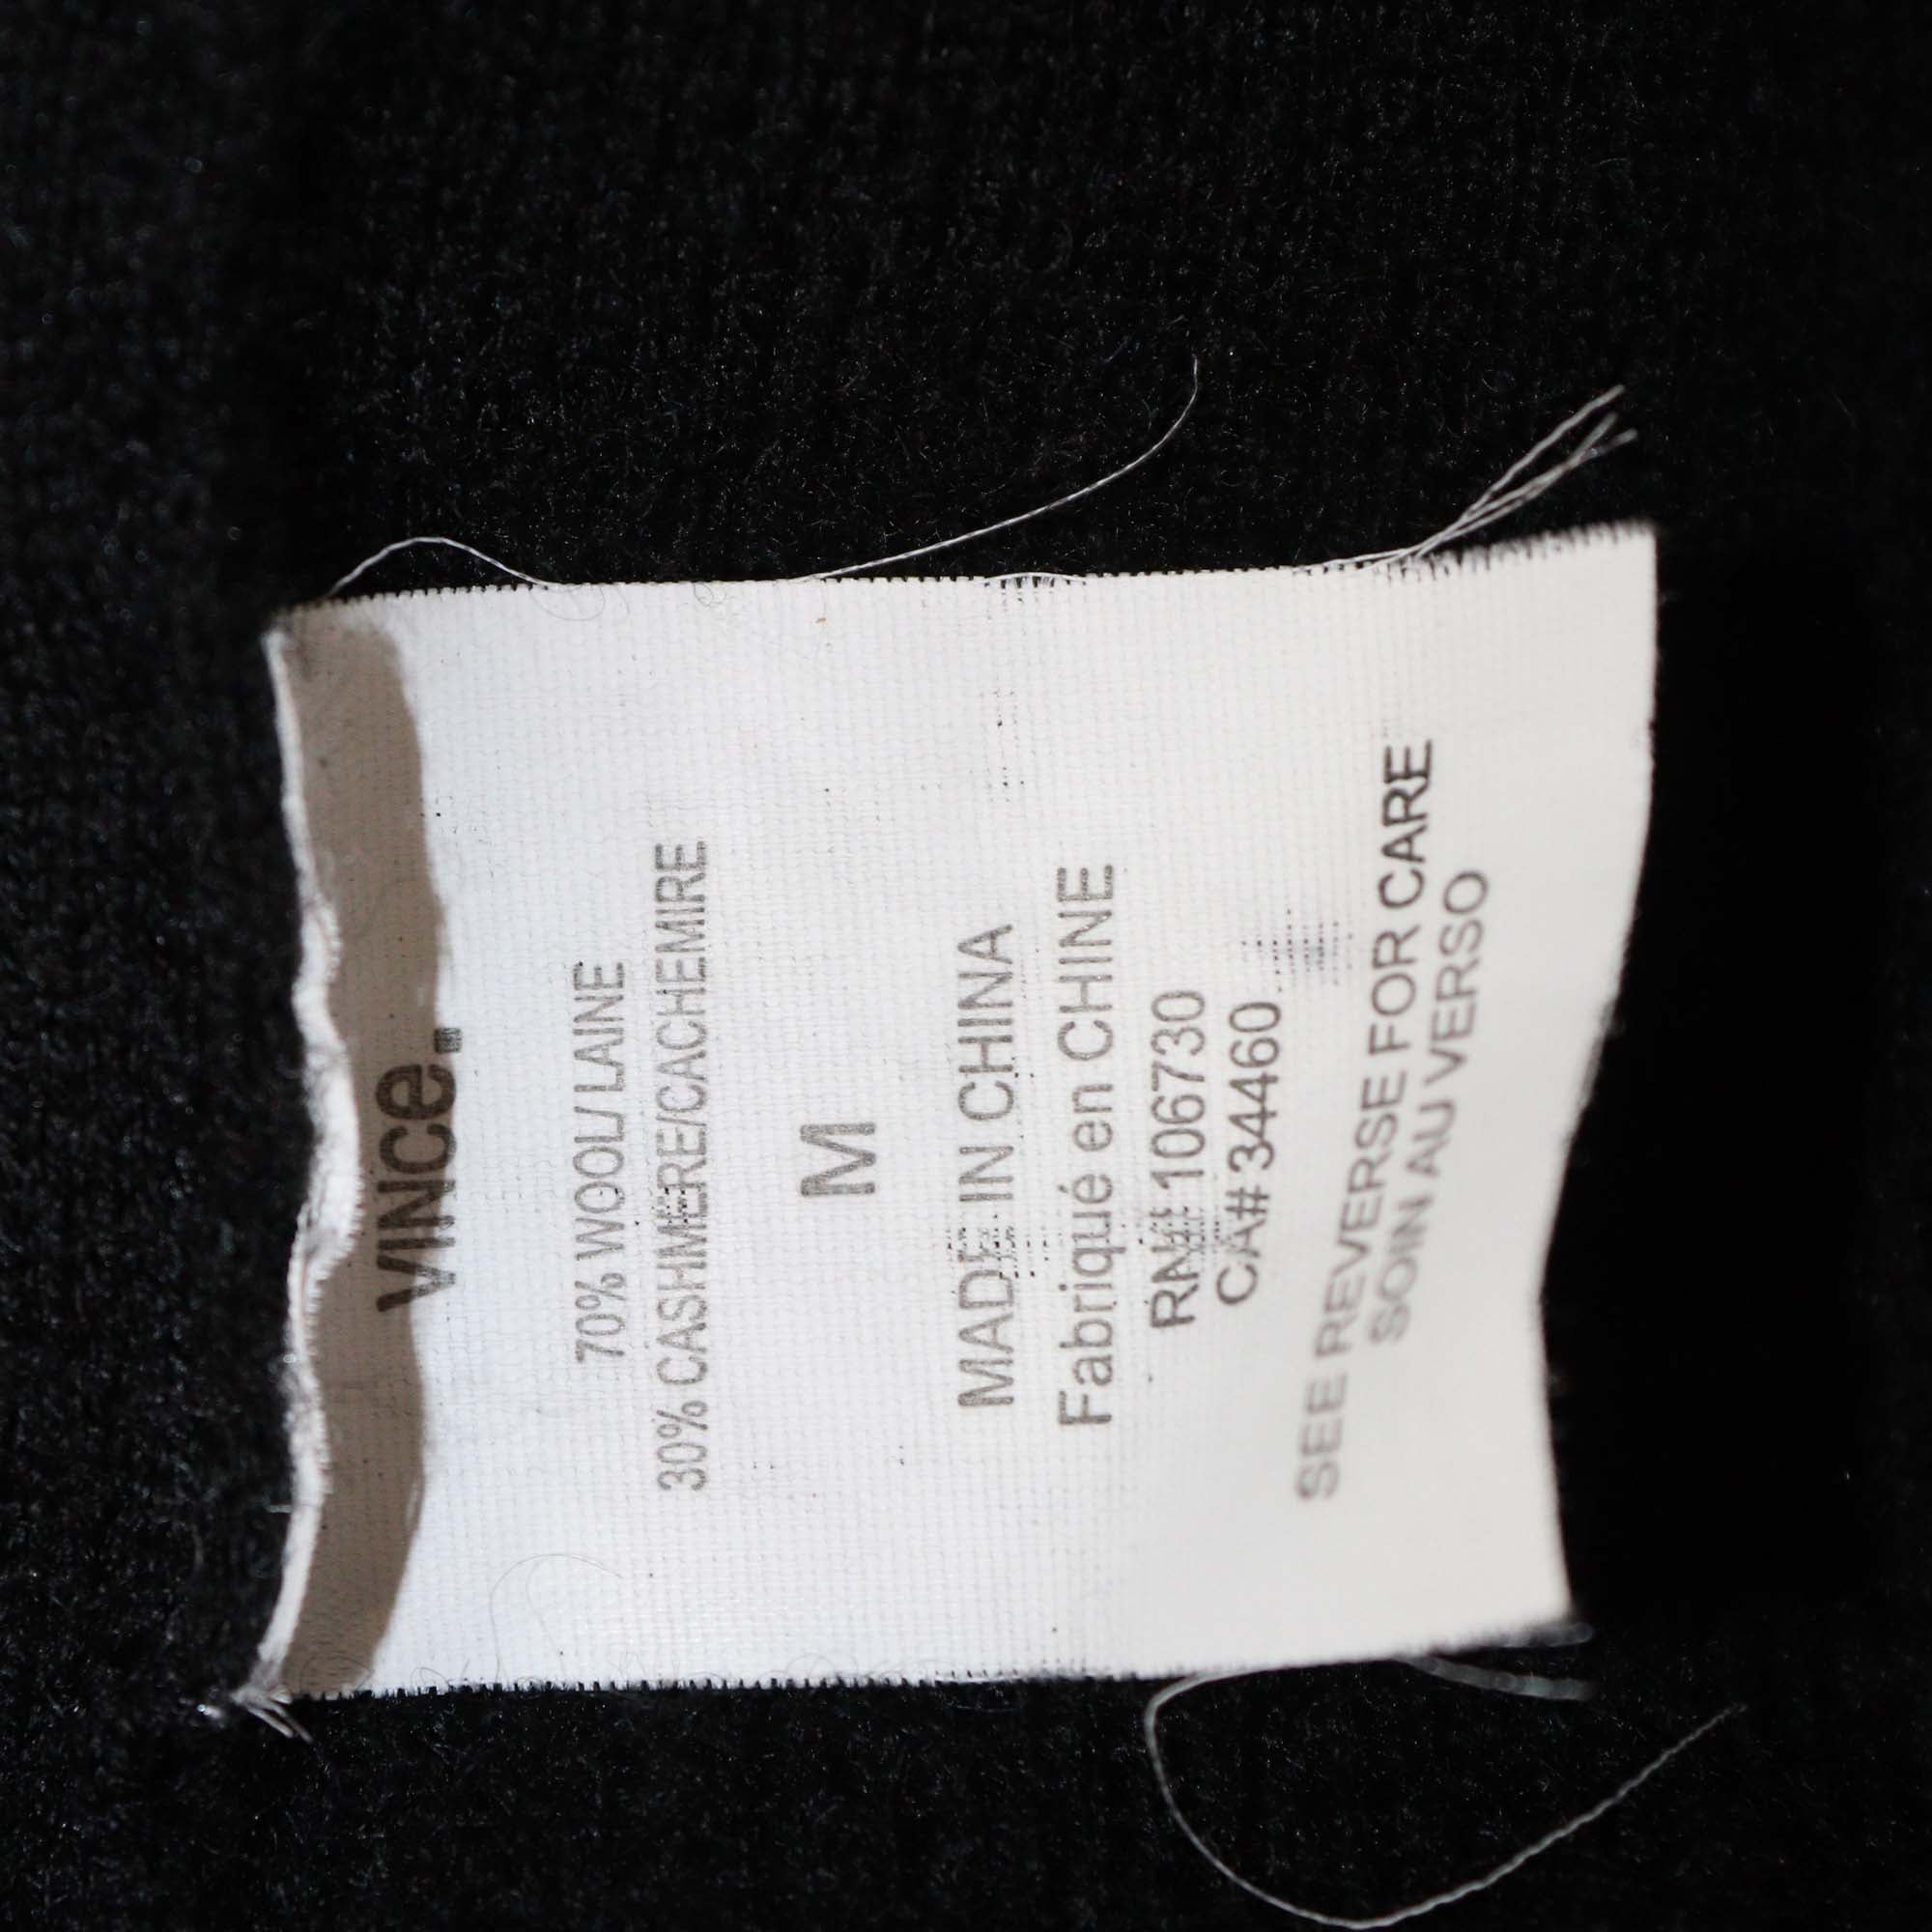 VINCe.
70% WOOL/ LAINE
30% CASHMERE/CACHEMIRE
M
MADE IN CHINA
Fabriqué en CHINE
RN# 106730
CA# 34460
SEE REVERSE FOR CARE
SOIN AU VERSO